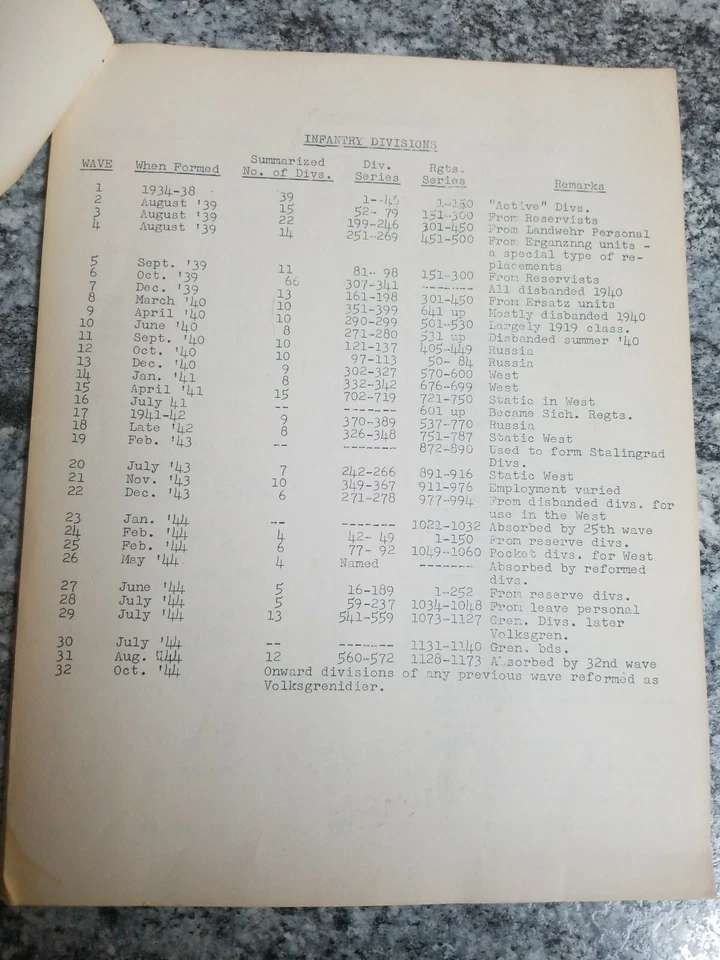 INFANTRY DIVISIONS
WAVE When Formed Summarized No. of Divs. Div. Series Rgts. Series Remarks
1 1934-38 39 1--45 1-150 "Active" Divs.
2 August '39 15 52- 79 151-300 From Reservists
3 August '39 22 199-246 301-450 From Landwehr Personal
4 August '39 14 251-269 451-500 From Erganznng units -
a special type of re-
placements
5 Sept. '39 11 81- 98 151-300 From Reservists
6 Oct. '39 66 307-341 -------- All disbanded 1940
7 Dec. '39 13 161-198 301-450 From Ersatz units
8 March '40 10 351-399 641 up Mostly disbanded 1940
9 April '40 10 290-299 501-530 Largely 1919 class.
10 June '40 8 271-280 531 up Disbanded summer '40
11 Sept. '40 10 121-137 405-449 Russia
12 Oct. '40 10 97-113 50- 84 Russia
13 Dec. '40 9 302-327 570-600 West
14 Jan. '41 8 332-342 676-699 West
15 April '41 15 702-719 721-750 Static in West
16 July 41 -- ------- 601 up Became Sich. Regts.
17 1941-42 9 370-389 537-770 Russia
18 Late '42 8 326-348 751-787 Static West
19 Feb. '43 -- ------- 872-890 Used to form Stalingrad
Divs.
20 July '43 7 242-266 891-916 Static West
21 Nov. '43 10 349-367 911-976 Employment varied
22 Dec. '43 6 271-278 977-994 From disbanded divs. for
use in the West
23 Jan. '44 -- ------- 1022-1032 Absorbed by 25th wave
24 Feb. '44 4 42- 49 1-150 From reserve divs.
25 Feb. '44 6 77- 92 1049-1060 Pocket divs. for West
26 May '44 4 Named ------- Absorbed by reformed
divs.
27 June '44 5 16-189 1-252 From reserve divs.
28 July '44 5 59-237 1034-1048 From leave personal
29 July '44 13 541-559 1073-1127 Gren. Divs. later
Volksgren.
30 July '44 -- ------- 1131-1140 Gren. bds.
31 Aug. '44 12 560-572 1128-1173 Absorbed by 32nd wave
32 Oct. '44 Onward divisions of any previous wave reformed as
Volksgrenidier.